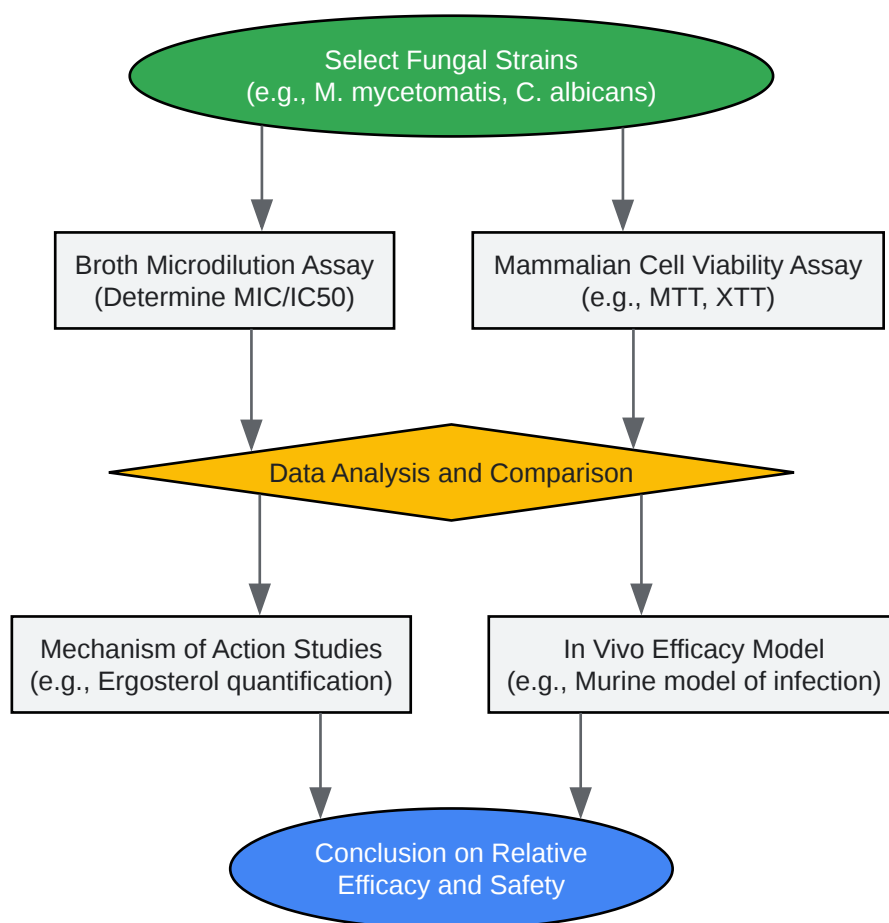 Select Fungal Strains
(e.g., M. mycetomatis, C. albicans)
Broth Microdilution Assay
(Determine MIC/IC50)
Mammalian Cell Viability Assay
(e.g., MTT, XTT)
Data Analysis and Comparison
Mechanism of Action Studies
(e.g., Ergosterol quantification)
In Vivo Efficacy Model
(e.g., Murine model of infection)
Conclusion on Relative
Efficacy and Safety